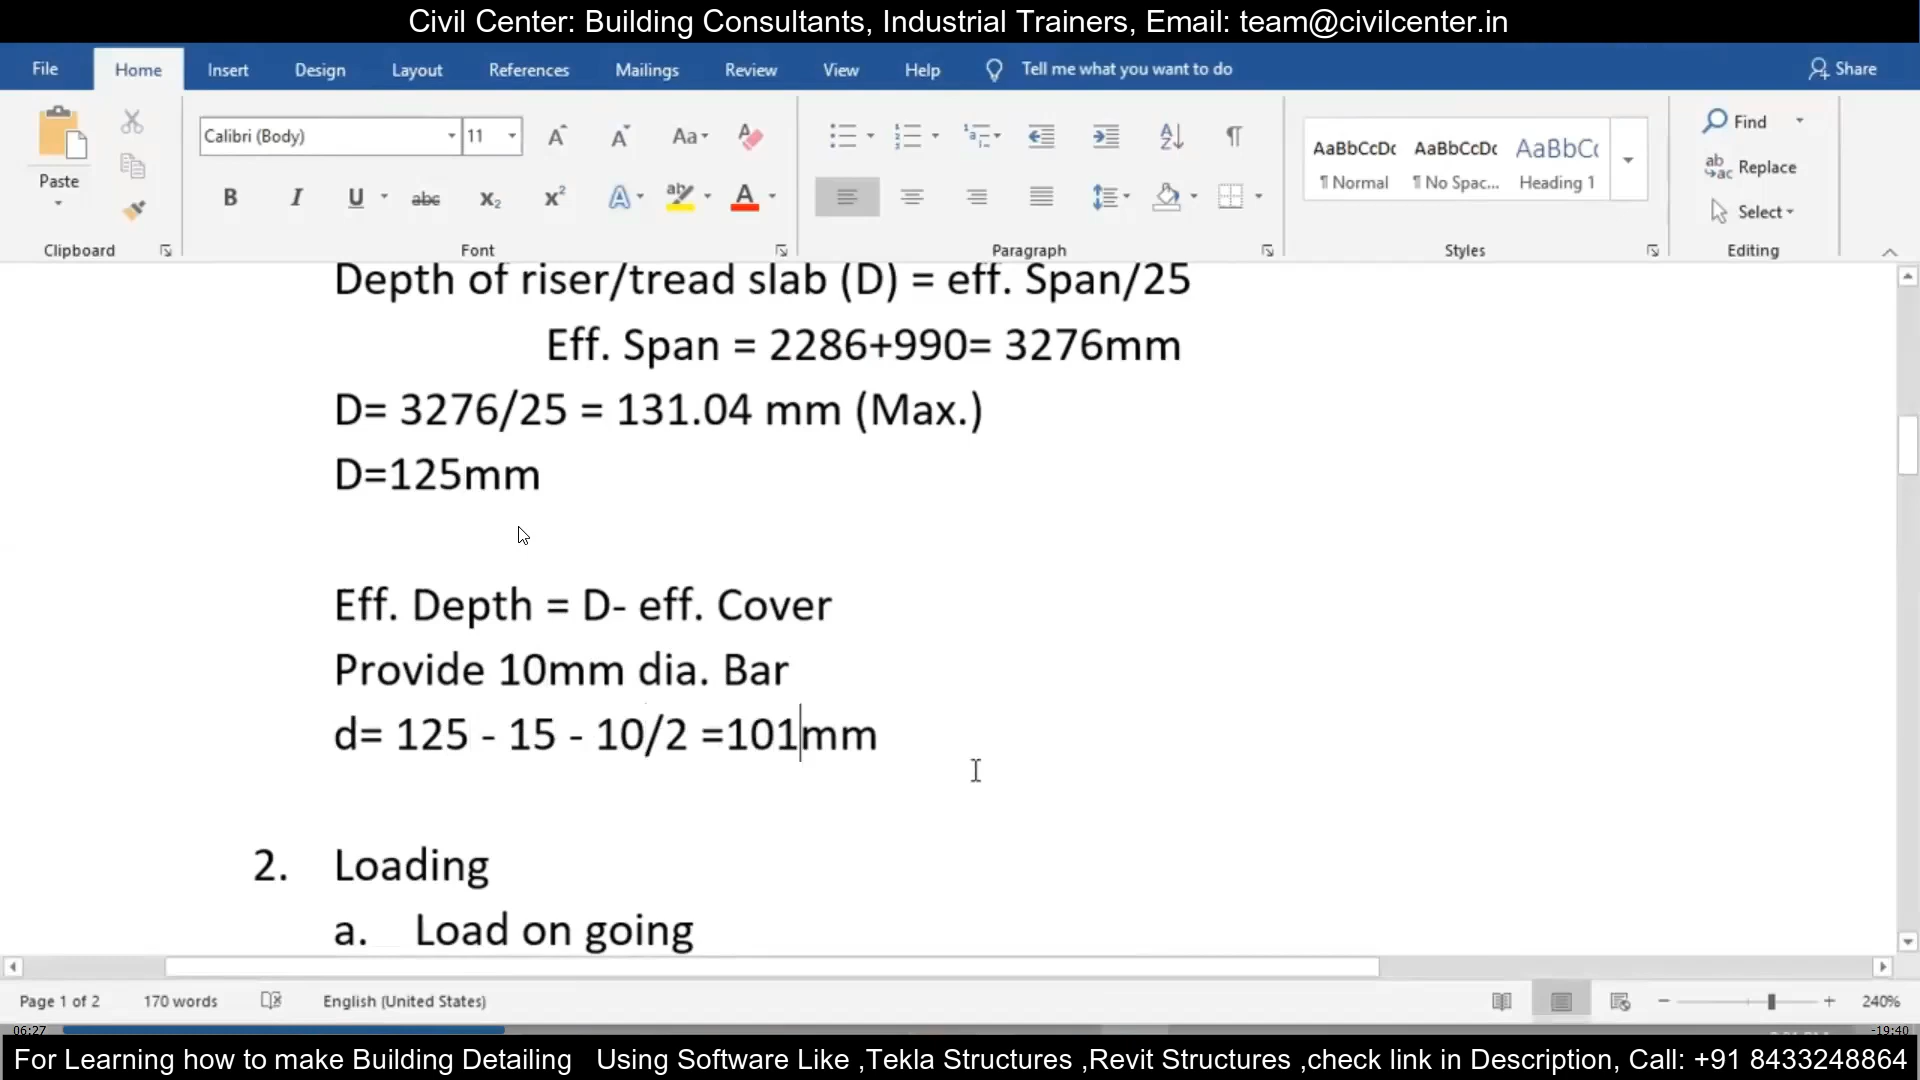 Civil Center: Building Consultants, Industrial Trainers, Email: team@civilcenter.in
File Home Insert Design Layout References Mailings Review View Help Tell me what you want to do Share
Paste
Clipboard
Calibri (Body) 11 A A Aa A
B I U abc X₂ X² A ab A
Font
Paragraph
AaBbCcDc AaBbCcDc AaBbCc
¶ Normal ¶ No Spac... Heading 1
Styles
Find
Replace
Select
Editing
Depth of riser/tread slab (D) = eff. Span/25
Eff. Span = 2286+990= 3276mm
D= 3276/25 = 131.04 mm (Max.)
D=125mm
Eff. Depth = D- eff. Cover
Provide 10mm dia. Bar
d= 125 - 15 - 10/2 =101mm
2. Loading
a. Load on going
Page 1 of 2 170 words English (United States) 240%
06:27 -19:40
For Learning how to make Building Detailing Using Software Like ,Tekla Structures ,Revit Structures ,check link in Description, Call: +91 8433248864